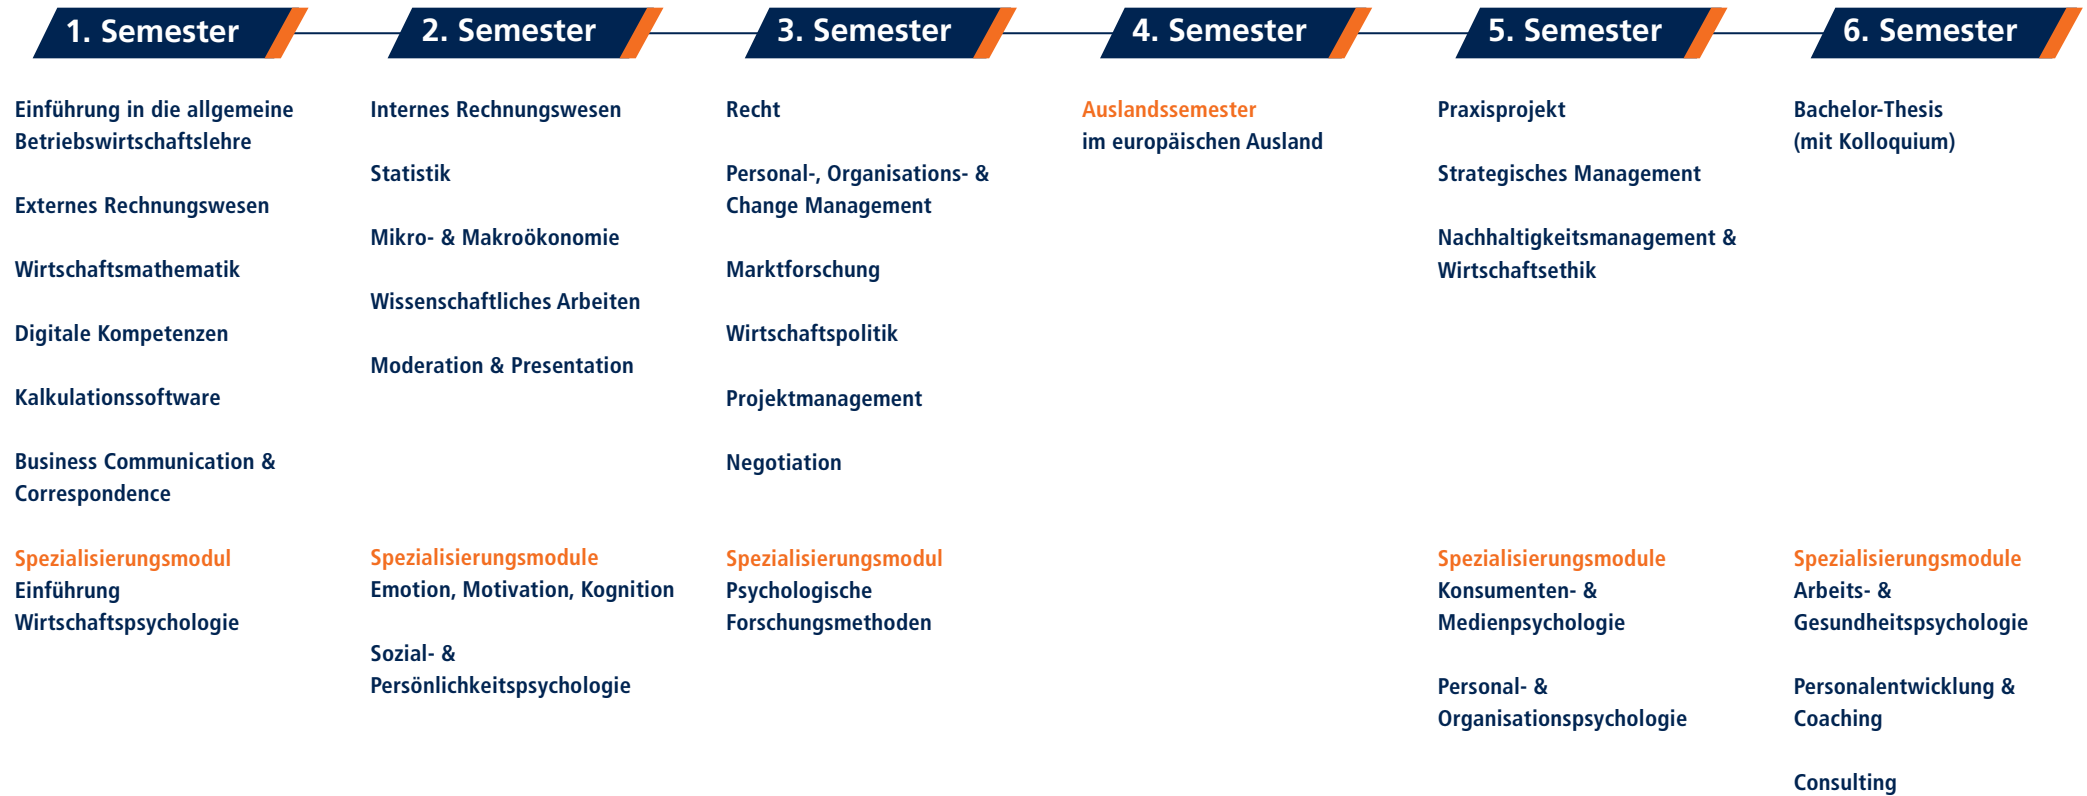 1. Semester
Einführung in die allgemeine
Betriebswirtschaftslehre
Externes Rechnungswesen
Wirtschaftsmathematik
Digitale Kompetenzen
Kalkulationssoftware
Business Communication &
Correspondence
Spezialisierungsmodul
Einführung
Wirtschaftspsychologie
2. Semester
Internes Rechnungswesen
Statistik
Mikro- & Makroökonomie
Wissenschaftliches Arbeiten
Moderation & Presentation
Spezialisierungsmodule
Emotion, Motivation, Kognition
Sozial- &
Persönlichkeitspsychologie
3. Semester
Recht
Personal-, Organisations- &
Change Management
Marktforschung
Wirtschaftspolitik
Projektmanagement
Negotiation
Spezialisierungsmodul
Psychologische
Forschungsmethoden
4. Semester
Auslandssemester
im europäischen Ausland
5. Semester
Praxisprojekt
Strategisches Management
Nachhaltigkeitsmanagement &
Wirtschaftsethik
Spezialisierungsmodule
Konsumenten- &
Medienpsychologie
Personal- &
Organisationspsychologie
6. Semester
Bachelor-Thesis
(mit Kolloquium)
Spezialisierungsmodule
Arbeits- &
Gesundheitspsychologie
Personalentwicklung &
Coaching
Consulting